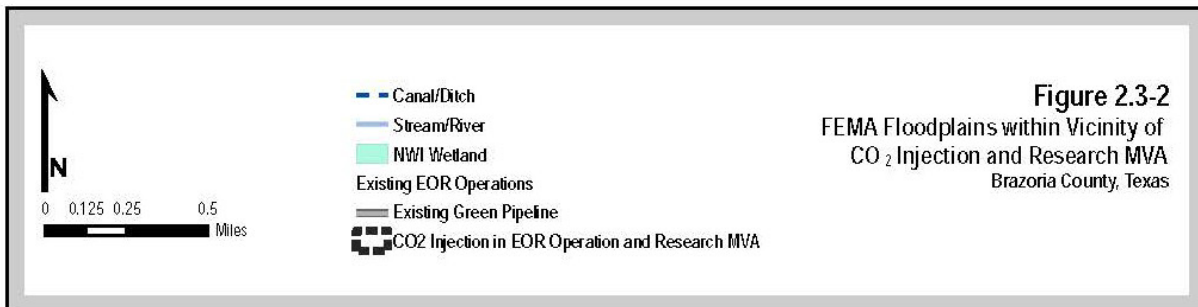 N
0 0.125 0.25 0.5
Miles
Canal/Ditch
Stream/River
NWI Wetland
Existing EOR Operations
Existing Green Pipeline
CO2 Injection in EOR Operation and Research MVA
Figure 2.3-2
FEMA Floodplains within Vicinity of
CO 2 Injection and Research MVA
Brazoria County, Texas